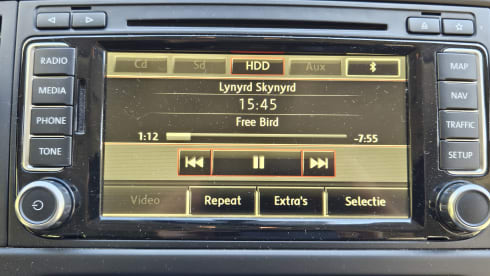 RADIO
MEDIA
PHONE
TONE
Cd Sd HDD Aux
Lynyrd Skynyrd
15:45
Free Bird
1:12 -7:55
Video Repeat Extra's Selectie
MAP
NAV
TRAFFIC
SETUP